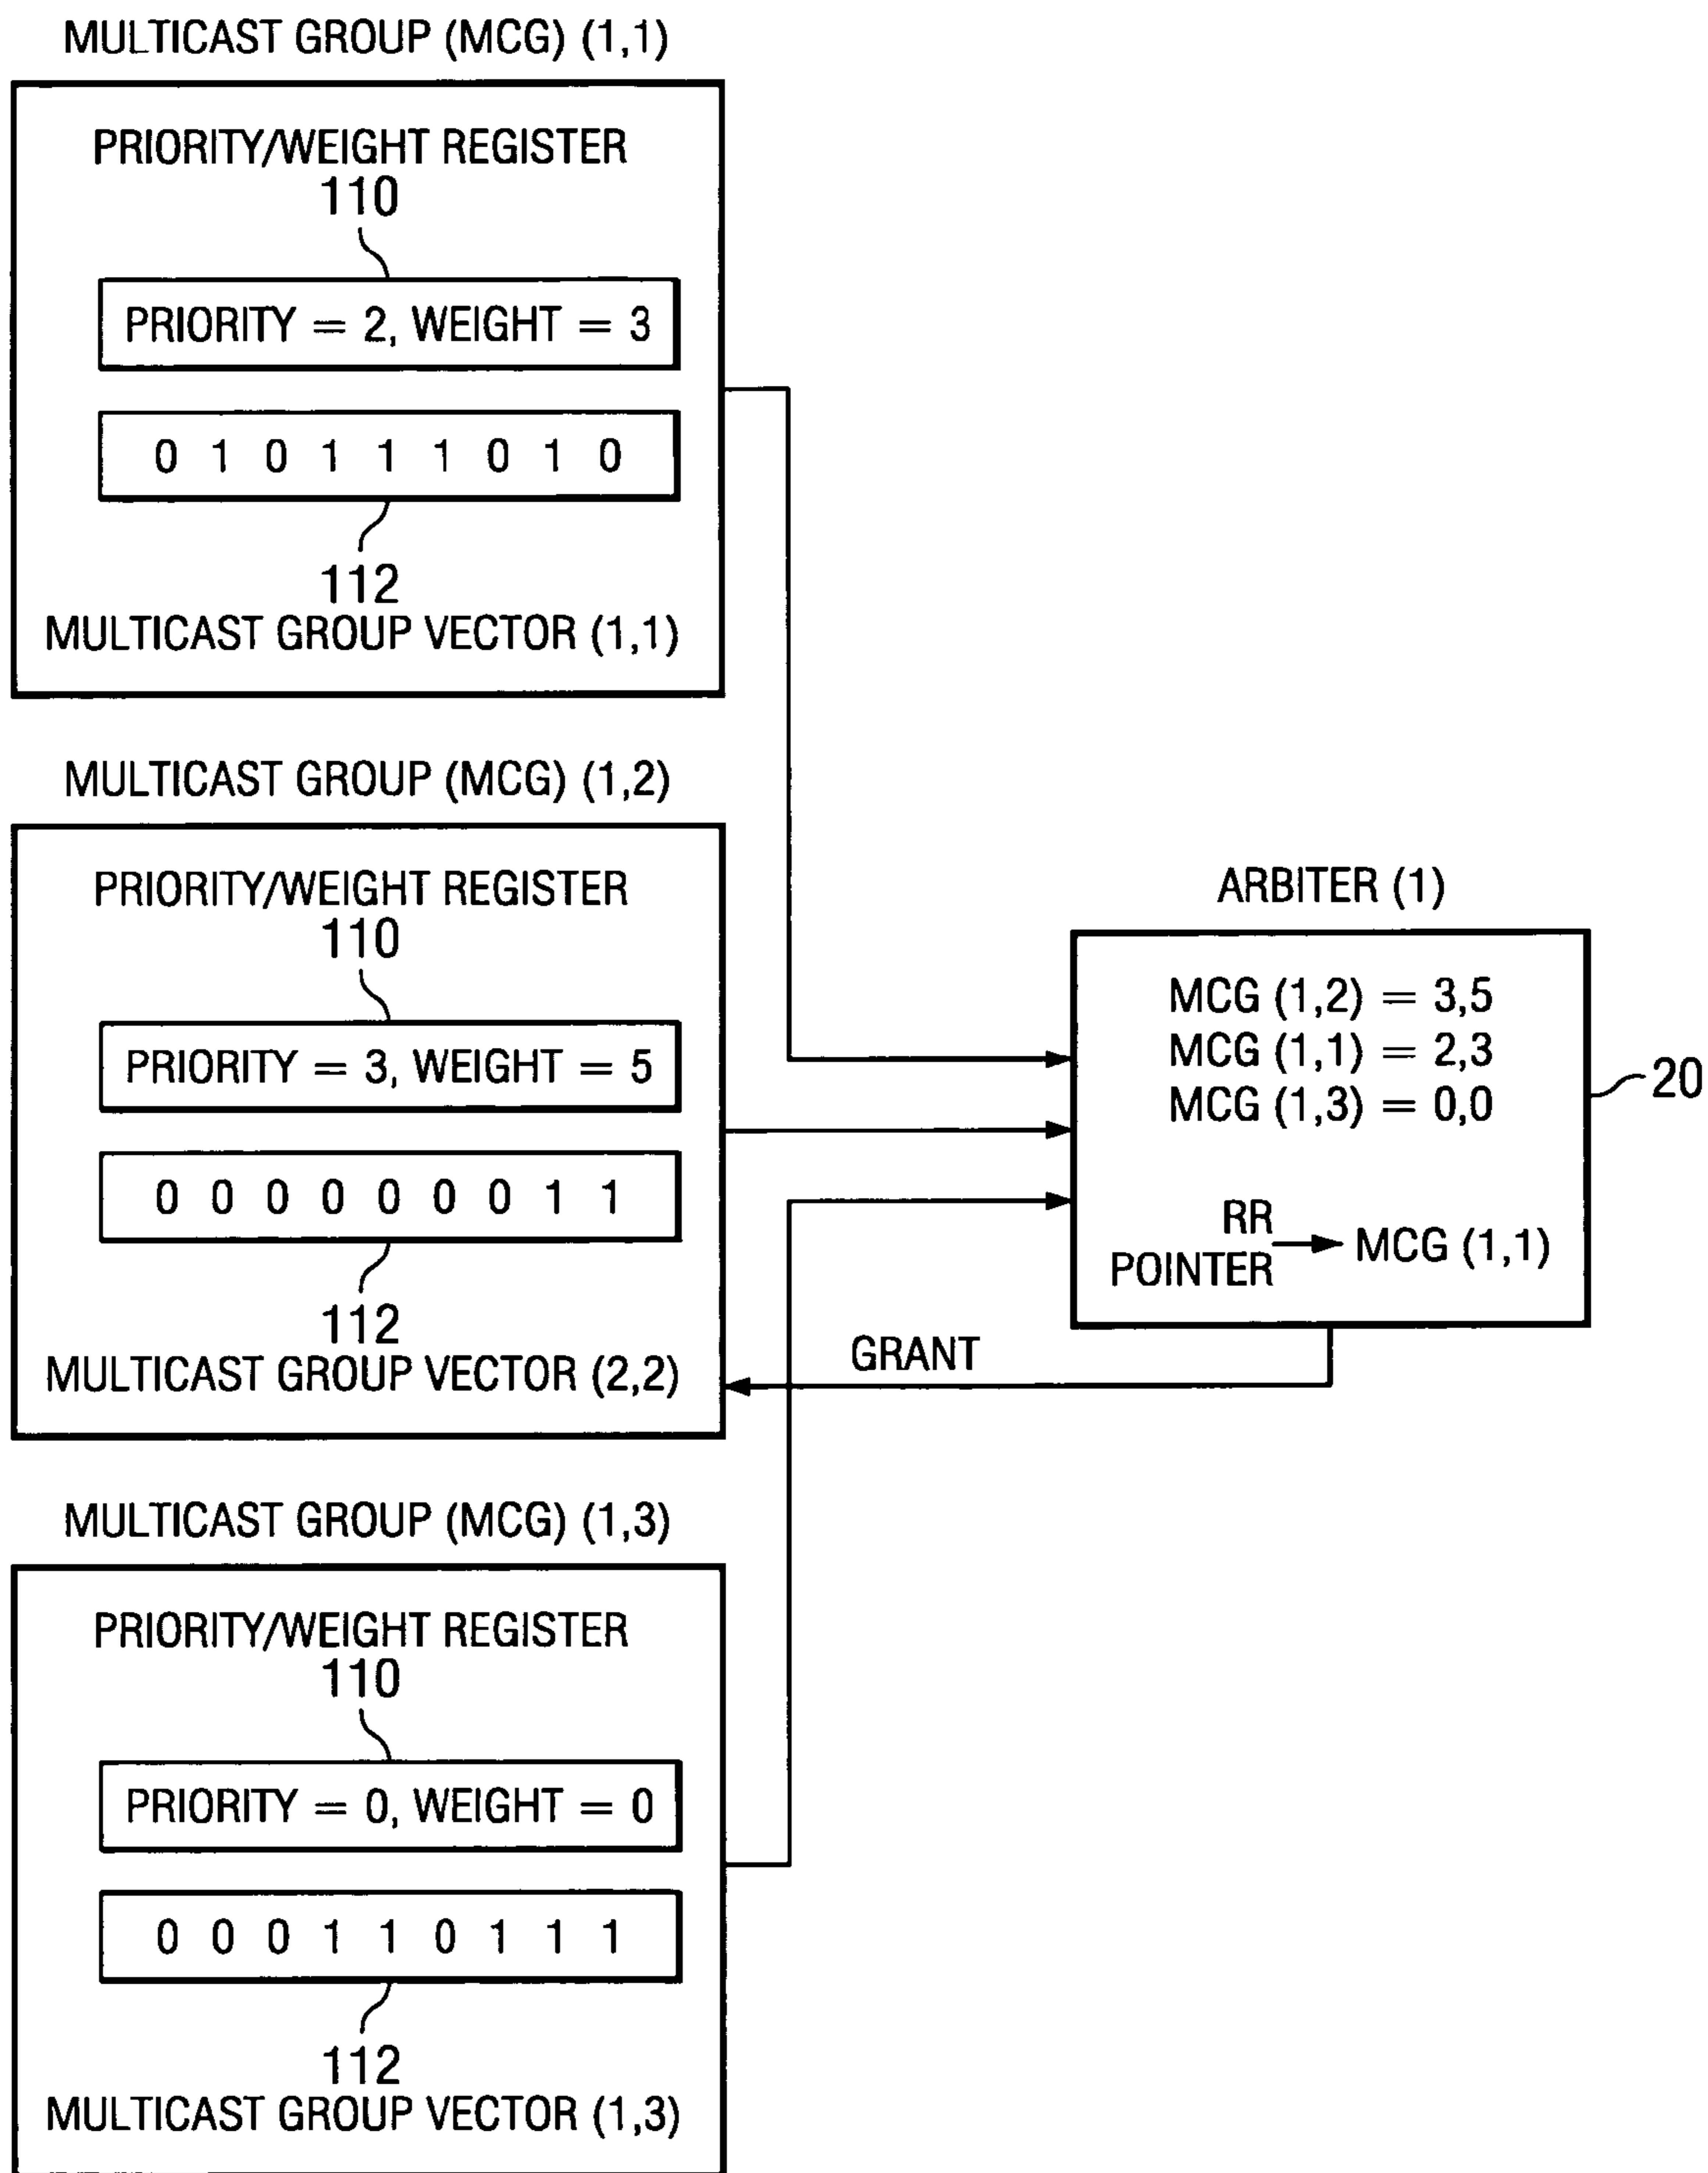 MULTICAST GROUP (MCG) (1,1)
PRIORITY/WEIGHT REGISTER
110
PRIORITY = 2, WEIGHT = 3
0 1 0 1 1 1 0 1 0
112
MULTICAST GROUP VECTOR (1,1)
MULTICAST GROUP (MCG) (1,2)
PRIORITY/WEIGHT REGISTER
110
PRIORITY = 3, WEIGHT = 5
0 0 0 0 0 0 0 1 1
112
MULTICAST GROUP VECTOR (2,2)
MULTICAST GROUP (MCG) (1,3)
PRIORITY/WEIGHT REGISTER
110
PRIORITY = 0, WEIGHT = 0
0 0 0 1 1 0 1 1 1
112
MULTICAST GROUP VECTOR (1,3)
ARBITER (1)
MCG (1,2) = 3,5
MCG (1,1) = 2,3
MCG (1,3) = 0,0
RR
POINTER
MCG (1,1)
20
GRANT